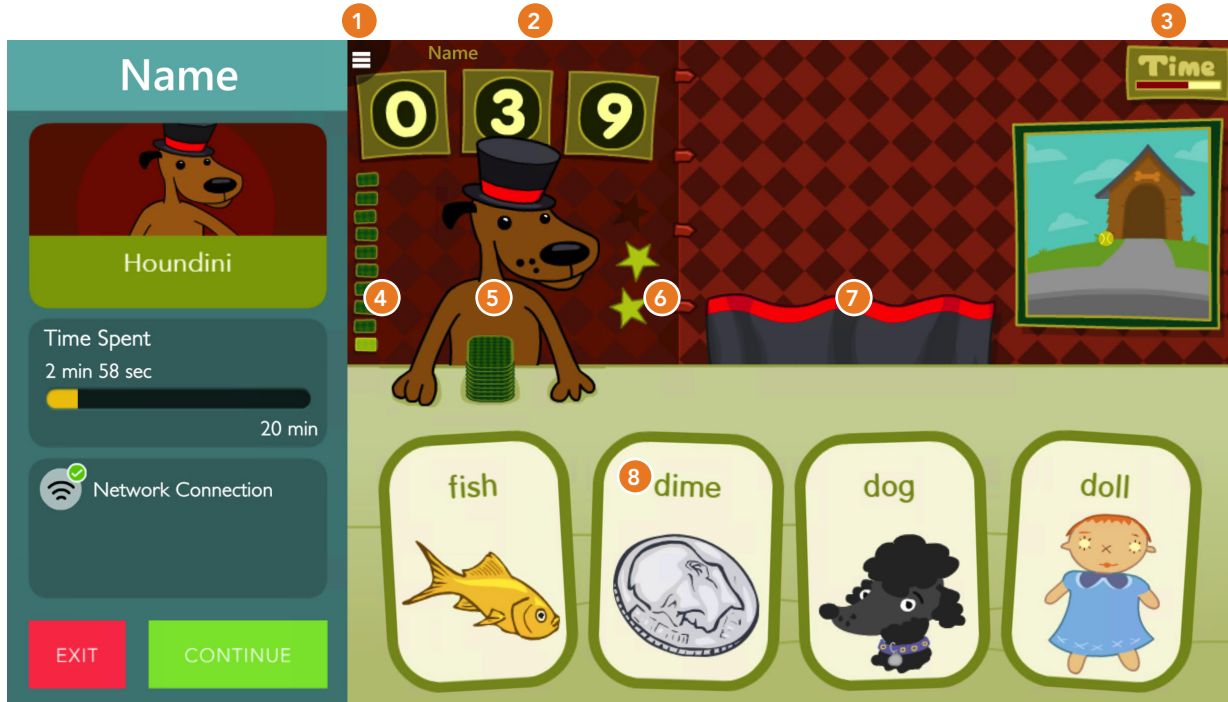 1
2
3
Name
Name
Time
0 3 9
Houndini
Time Spent
2 min 58 sec
20 min
4
5
6
7
Network Connection
fish
8
dime
dog
doll
EXIT
CONTINUE